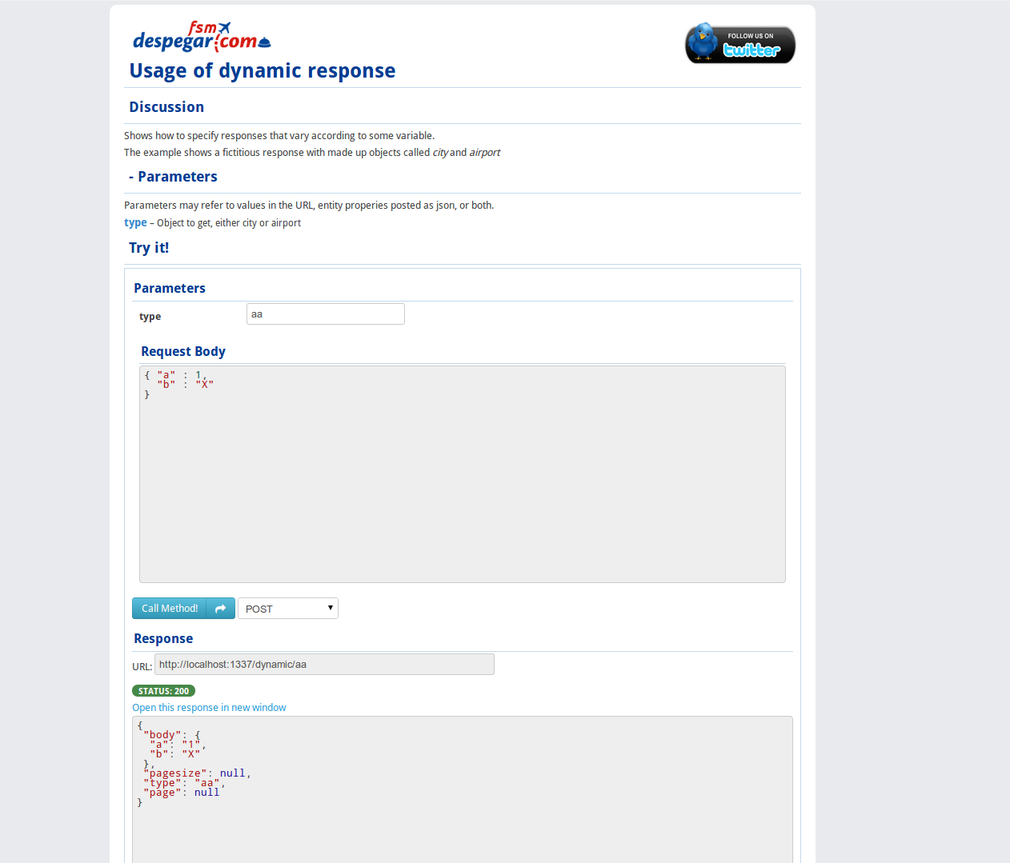 fsm
despegar.com
FOLLOW US ON
twitter
Usage of dynamic response
Discussion
Shows how to specify responses that vary according to some variable.
The example shows a fictitious response with made up objects called city and airport
- Parameters
Parameters may refer to values in the URL, entity properies posted as json, or both.
type – Object to get, either city or airport
Try it!
Parameters
type aa
Request Body
{ "a" : 1,
"b" : "X"
}
Call Method! POST
Response
URL: http://localhost:1337/dynamic/aa
STATUS: 200
Open this response in new window
{
"body": {
"a": "1",
"b": "X"
},
"pagesize": null,
"type": "aa",
"page": null
}